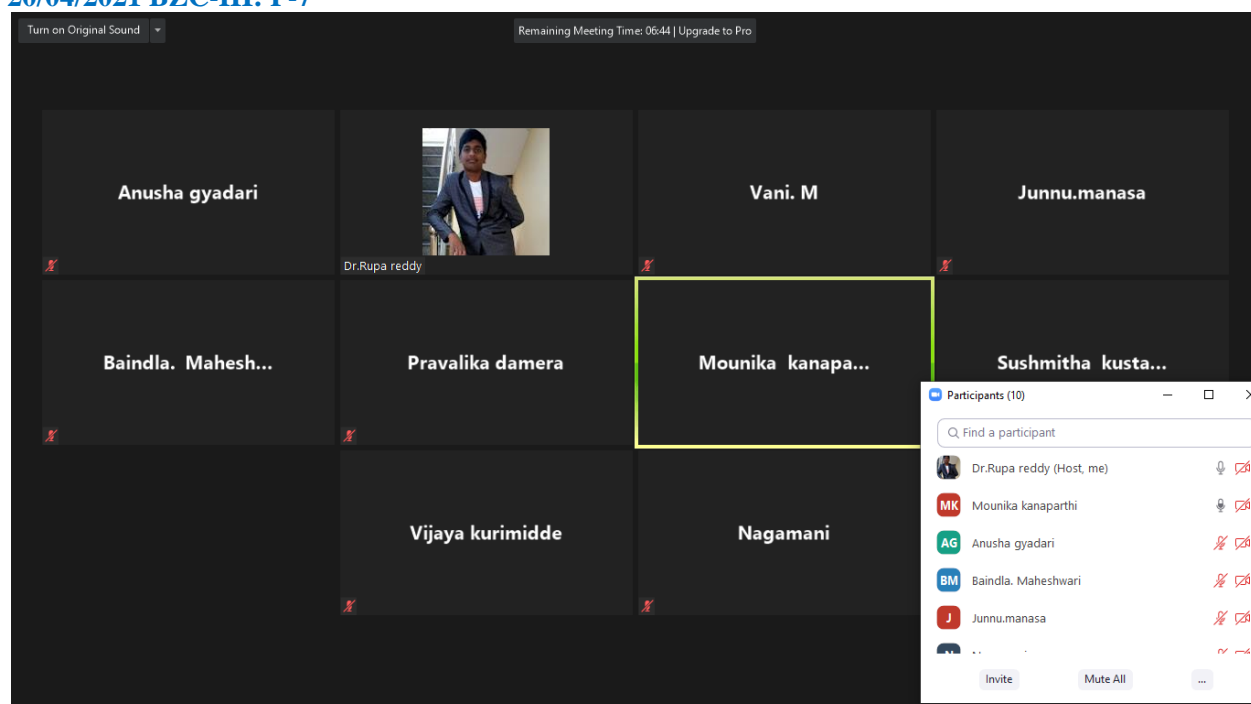 20/04/2021 BZC-III: P-7
Turn on Original Sound
Remaining Meeting Time: 06:44 | Upgrade to Pro
Anusha gyadari
Dr.Rupa reddy
Vani. M
Junnu.manasa
Baindla. Mahesh...
Pravalika damera
Mounika kanapa...
Sushmitha kusta...
Vijaya kurimidde
Nagamani
Participants (10)
Find a participant
Dr.Rupa reddy (Host, me)
MK Mounika kanaparthi
AG Anusha gyadari
BM Baindla. Maheshwari
J Junnu.manasa
Invite Mute All ...